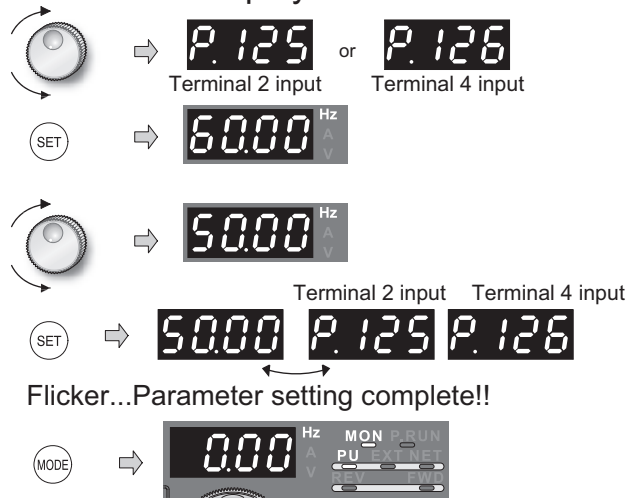 P.125 or P.126
Terminal 2 input Terminal 4 input
SET 60.00 Hz A V
50.00 Hz A V
Terminal 2 input Terminal 4 input
SET 50.00 P.125 P.126
Flicker...Parameter setting complete!!
MODE 0.00 Hz A V MON P.RUN
PU EXT NET
REV FWD